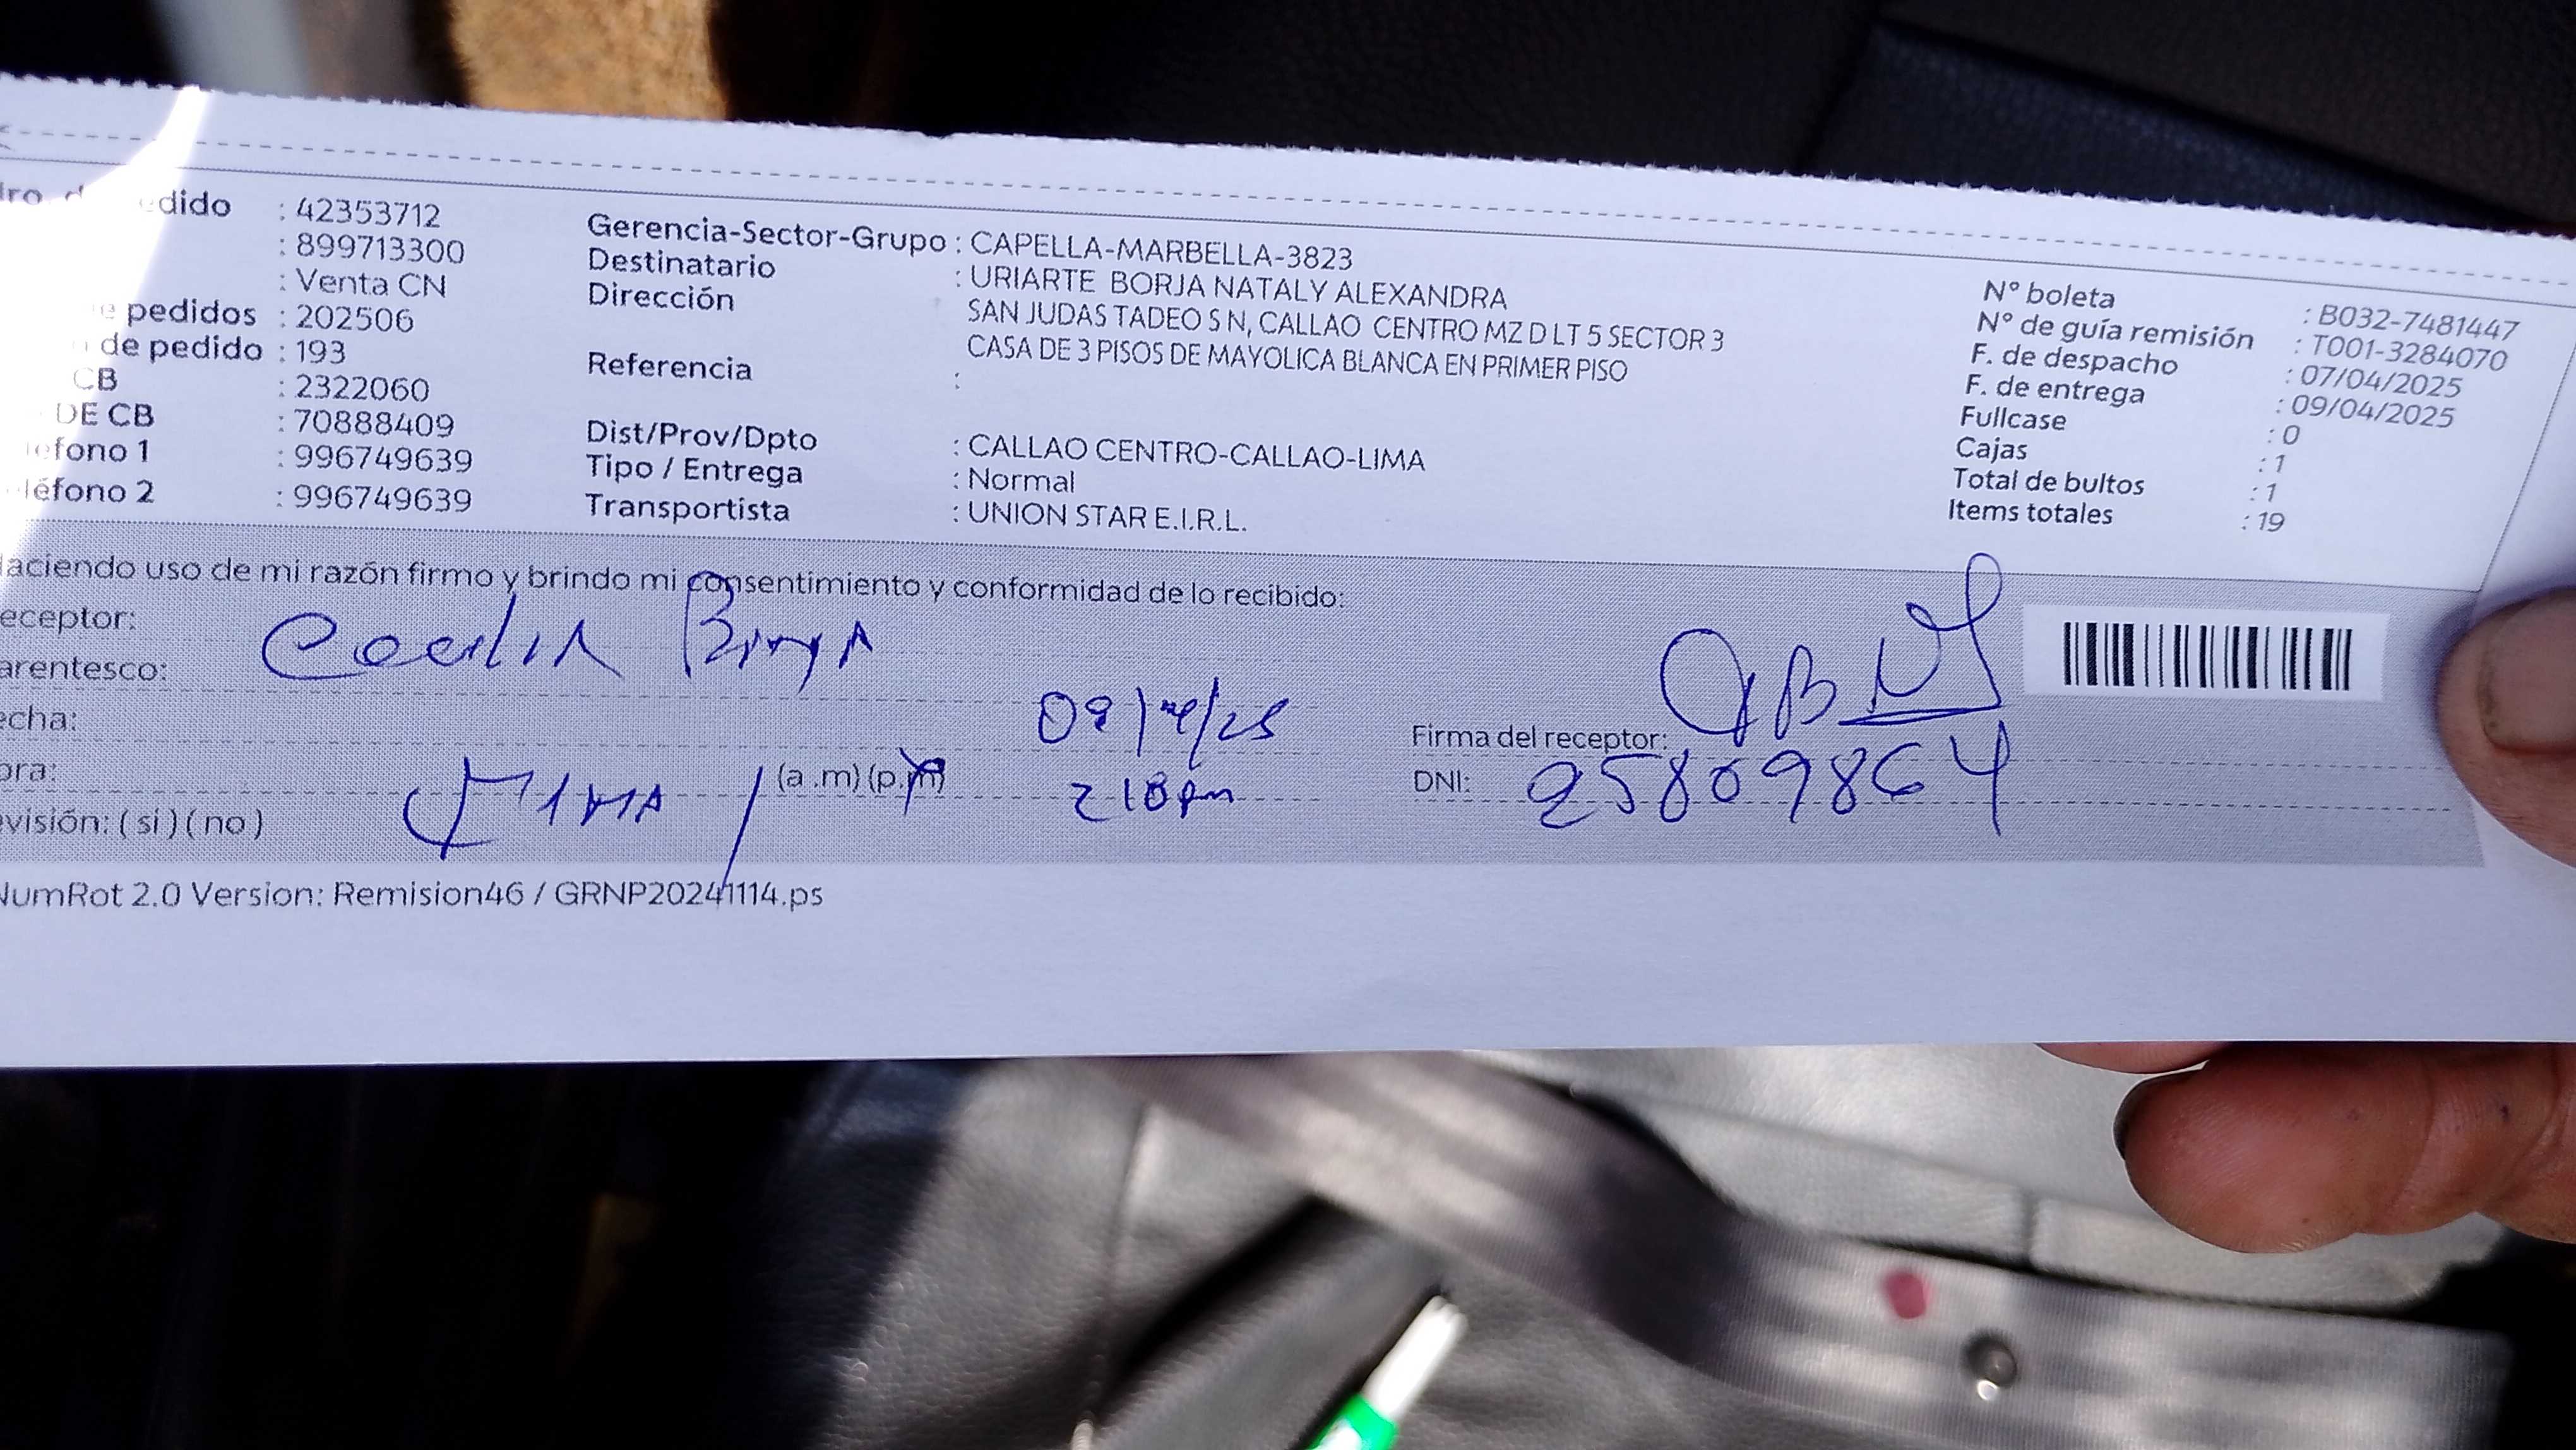 edido : 42353712
: 899713300
: Venta CN
pedidos : 202506
de pedido : 193
CB : 2322060
DE CB : 70888409
efono 1 : 996749639
léfono 2 : 996749639
Gerencia-Sector-Grupo : CAPELLA-MARBELLA-3823
Destinatario : URIARTE BORJA NATALY ALEXANDRA
Dirección SAN JUDAS TADEO S N, CALLAO CENTRO MZ D LT 5 SECTOR 3
CASA DE 3 PISOS DE MAYOLICA BLANCA EN PRIMER PISO
Referencia :
Dist/Prov/Dpto : CALLAO CENTRO-CALLAO-LIMA
Tipo / Entrega : Normal
Transportista : UNION STAR E.I.R.L.
N° boleta : B032-7481447
N° de guía remisión : T001-3284070
F. de despacho : 07/04/2025
F. de entrega : 09/04/2025
Fullcase : 0
Cajas : 1
Total de bultos : 1
Items totales : 19
aciendo uso de mi razón firmo y brindo mi consentimiento y conformidad de lo recibido:
eceptor:
arentesco:
echa:
ora: (a.m) (p.m)
visión: ( si ) ( no )
218 pm
Firma del receptor:
DNI: 25809864
NumRot 2.0 Version: Remision46 / GRNP20241114.ps